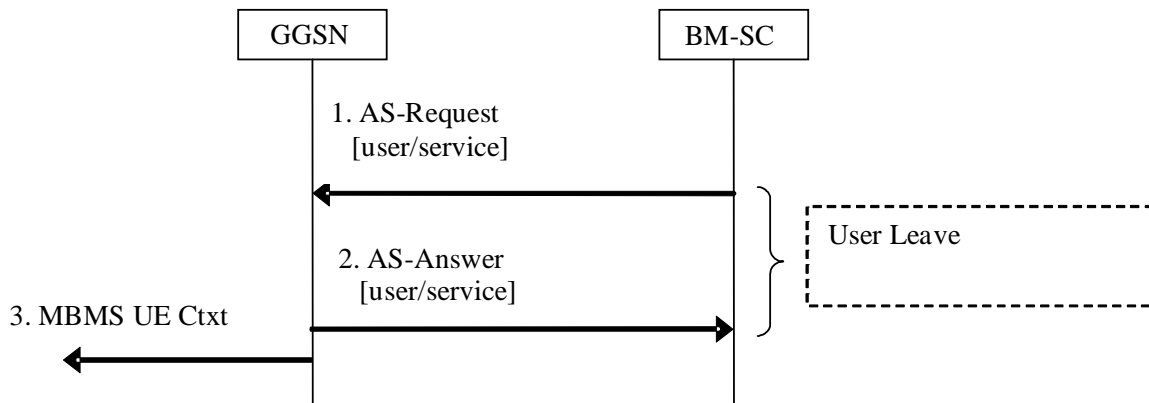 GGSN
BM-SC
1. AS-Request
[user/service]
User Leave
2. AS-Answer
[user/service]
3. MBMS UE Ctxt